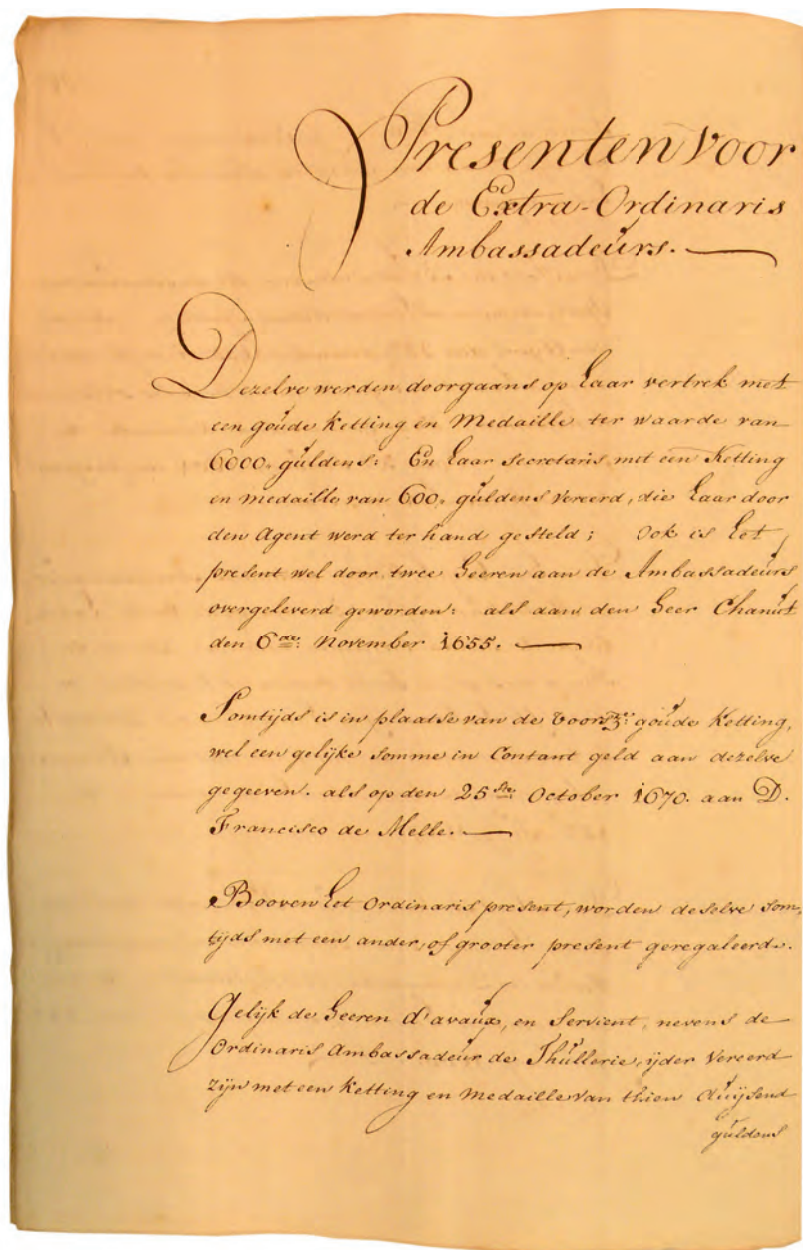 Presenten voor
de Extra-Ordinaris
Ambassadeurs.
Dezelve werden doorgaans op haar vertrek met
een goude Ketting en Medaille ter waarde van
6000. guldens: En haar Secretaris met een Ketting
en medaille van 600. guldens vereerd, die haar door
den Agent werd ter hand gesteld; Ook is het
present wel door twee Heeren aan de Ambassadeurs
overgeleverd geworden: als aan den Heer Chanut
den 6en: November 1655.
Somtijds is in plaatse van de voorsz: goude Ketting,
wel een gelijke somme in Contant geld aan dezelve
gegeeven. als op den 25ste: October 1670. aan D.
Francisco de Melle.
Booven het Ordinaris present, worden deselve som,
tijds met een ander, of grooter present geregaleerd.
Gelijk de Heeren d'avaux, en Servient, nevens de
Ordinaris Ambassadeur de Thullerie, ijder vereerd
zijn met een Ketting en Medaille van thien duijsend
guldens